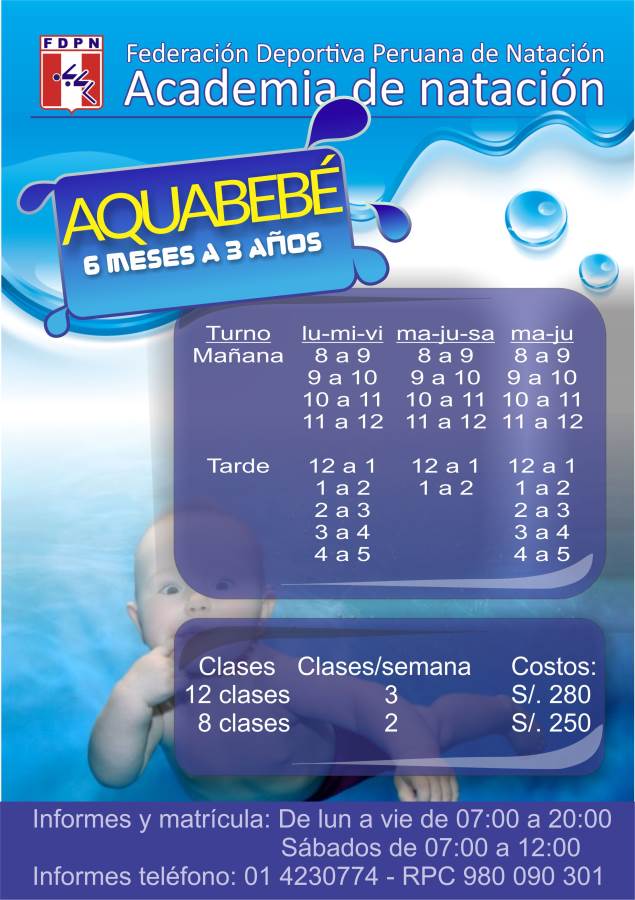 FDPN
Federación Deportiva Peruana de Natación
Academia de natación
AQUABEBÉ
6 MESES A 3 AÑOS
Turno lu-mi-vi ma-ju-sa ma-ju
Mañana 8 a 9 8 a 9 8 a 9
9 a 10 9 a 10 9 a 10
10 a 11 10 a 11 10 a 11
11 a 12 11 a 12 11 a 12
Tarde 12 a 1 12 a 1 12 a 1
1 a 2 1 a 2 1 a 2
2 a 3 2 a 3
3 a 4 3 a 4
4 a 5 4 a 5
Clases Clases/semana Costos:
12 clases 3 S/. 280
8 clases 2 S/. 250
Informes y matrícula: De lun a vie de 07:00 a 20:00
Sábados de 07:00 a 12:00
Informes teléfono: 01 4230774 - RPC 980 090 301